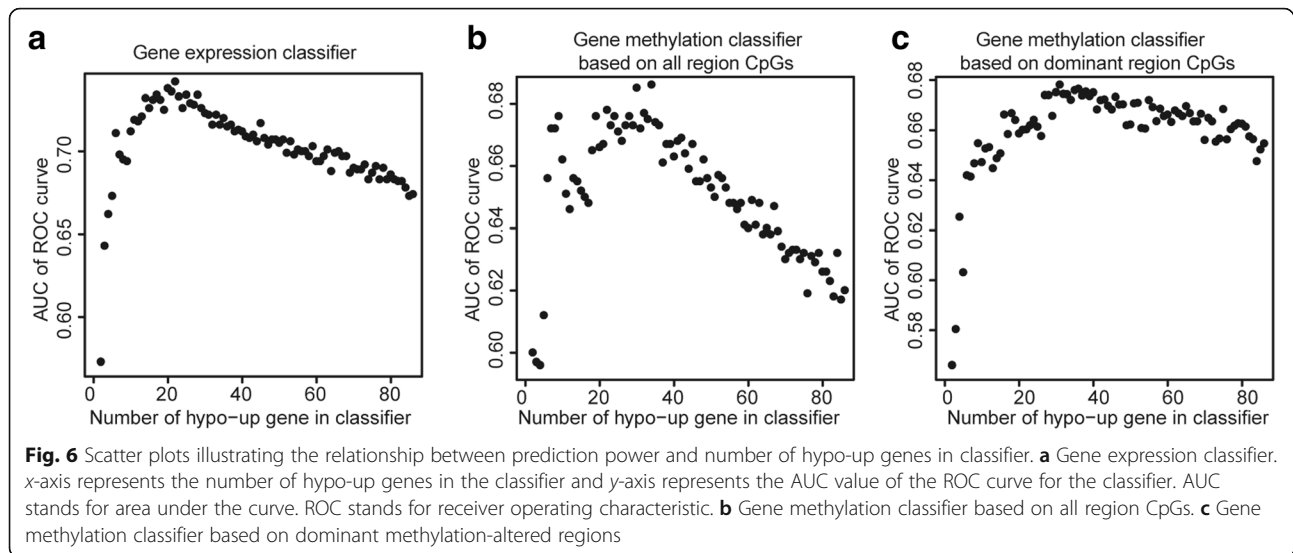 a
Gene expression classifier
AUC of ROC curve
0.70
0.65
0.60
0 20 40 60 80
Number of hypo−up gene in classifier
b
Gene methylation classifier
based on all region CpGs
AUC of ROC curve
0.68
0.66
0.64
0.62
0.60
0 20 40 60 80
Number of hypo−up gene in classifier
c
Gene methylation classifier
based on dominant region CpGs
AUC of ROC curve
0.68
0.66
0.64
0.62
0.60
0.58
0 20 40 60 80
Number of hypo−up gene in classifier
Fig. 6 Scatter plots illustrating the relationship between prediction power and number of hypo-up genes in classifier. a Gene expression classifier.
x-axis represents the number of hypo-up genes in the classifier and y-axis represents the AUC value of the ROC curve for the classifier. AUC
stands for area under the curve. ROC stands for receiver operating characteristic. b Gene methylation classifier based on all region CpGs. c Gene
methylation classifier based on dominant methylation-altered regions